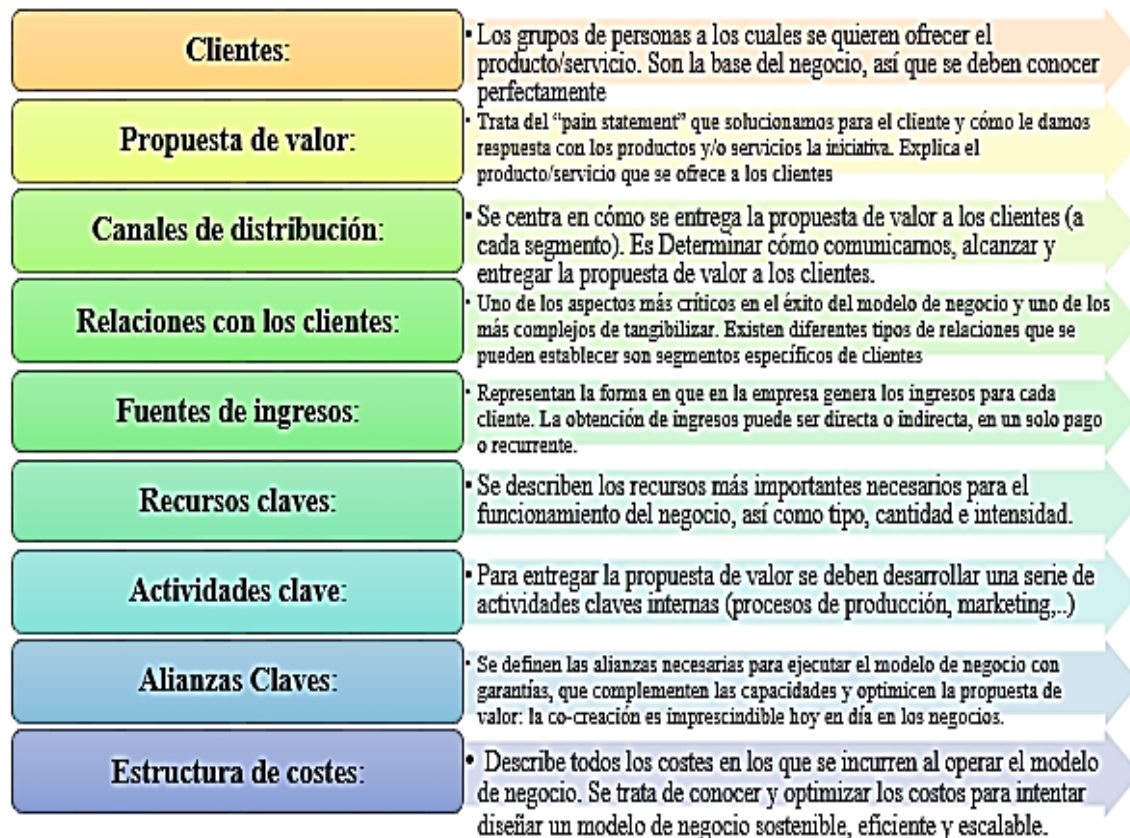 Clientes:
• Los grupos de personas a los cuales se quieren ofrecer el
producto/servicio. Son la base del negocio, así que se deben conocer
perfectamente
Propuesta de valor:
• Trata del “pain statement” que solucionamos para el cliente y cómo le damos
respuesta con los productos y/o servicios la iniciativa. Explica el
producto/servicio que se ofrece a los clientes
Canales de distribución:
• Se centra en cómo se entrega la propuesta de valor a los clientes (a
cada segmento). Es Determinar cómo comunicarnos, alcanzar y
entregar la propuesta de valor a los clientes.
Relaciones con los clientes:
• Uno de los aspectos más críticos en el éxito del modelo de negocio y uno de los
más complejos de tangibilizar. Existen diferentes tipos de relaciones que se
pueden establecer son segmentos específicos de clientes
Fuentes de ingresos:
• Representan la forma en que en la empresa genera los ingresos para cada
cliente. La obtención de ingresos puede ser directa o indirecta, en un solo pago
o recurrente.
Recursos claves:
• Se describen los recursos más importantes necesarios para el
funcionamiento del negocio, así como tipo, cantidad e intensidad.
Actividades clave:
• Para entregar la propuesta de valor se deben desarrollar una serie de
actividades claves internas (procesos de producción, marketing,..)
Alianzas Claves:
• Se definen las alianzas necesarias para ejecutar el modelo de negocio con
garantías, que complementen las capacidades y optimicen la propuesta de
valor: la co-creación es imprescindible hoy en día en los negocios.
Estructura de costes:
• Describe todos los costes en los que se incurren al operar el modelo
de negocio. Se trata de conocer y optimizar los costos para intentar
diseñar un modelo de negocio sostenible, eficiente y escalable.